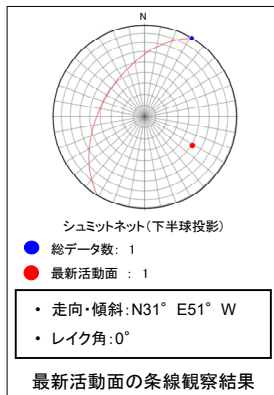 N
シュミットネット(下半球投影)
総データ数: 1
最新活動面 : 1
• 走向・傾斜:N31° E51° W
• レイク角:0°
最新活動面の条線観察結果